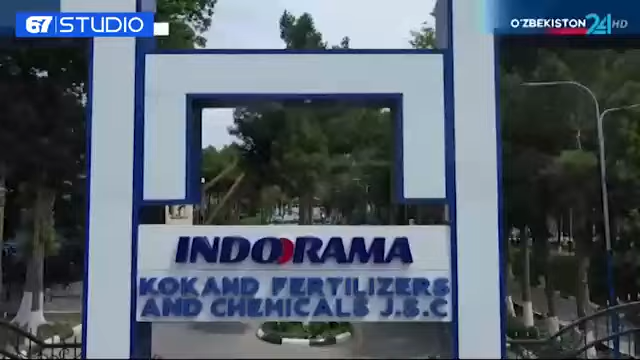 67 STUDIO
O'ZBEKISTON 24 HD
INDORAMA
KOKAND FERTILIZERS
AND CHEMICALS J.S.C